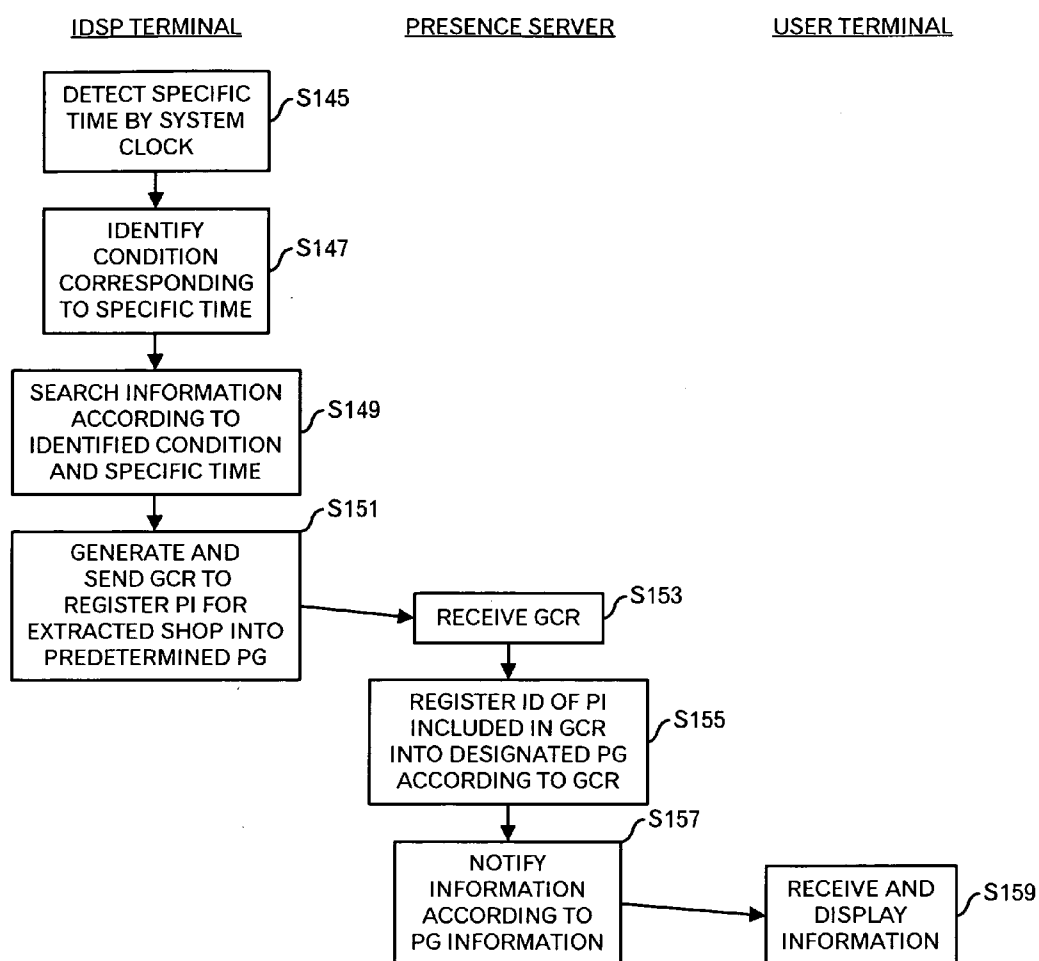 IDSP TERMINAL
PRESENCE SERVER
USER TERMINAL
DETECT SPECIFIC
TIME BY SYSTEM
CLOCK
S145
IDENTIFY
CONDITION
CORRESPONDING
TO SPECIFIC TIME
S147
SEARCH INFORMATION
ACCORDING TO
IDENTIFIED CONDITION
AND SPECIFIC TIME
S149
GENERATE AND
SEND GCR TO
REGISTER PI FOR
EXTRACTED SHOP INTO
PREDETERMINED PG
S151
RECEIVE GCR
S153
REGISTER ID OF PI
INCLUDED IN GCR
INTO DESIGNATED PG
ACCORDING TO GCR
S155
NOTIFY
INFORMATION
ACCORDING TO
PG INFORMATION
S157
RECEIVE AND
DISPLAY
INFORMATION
S159